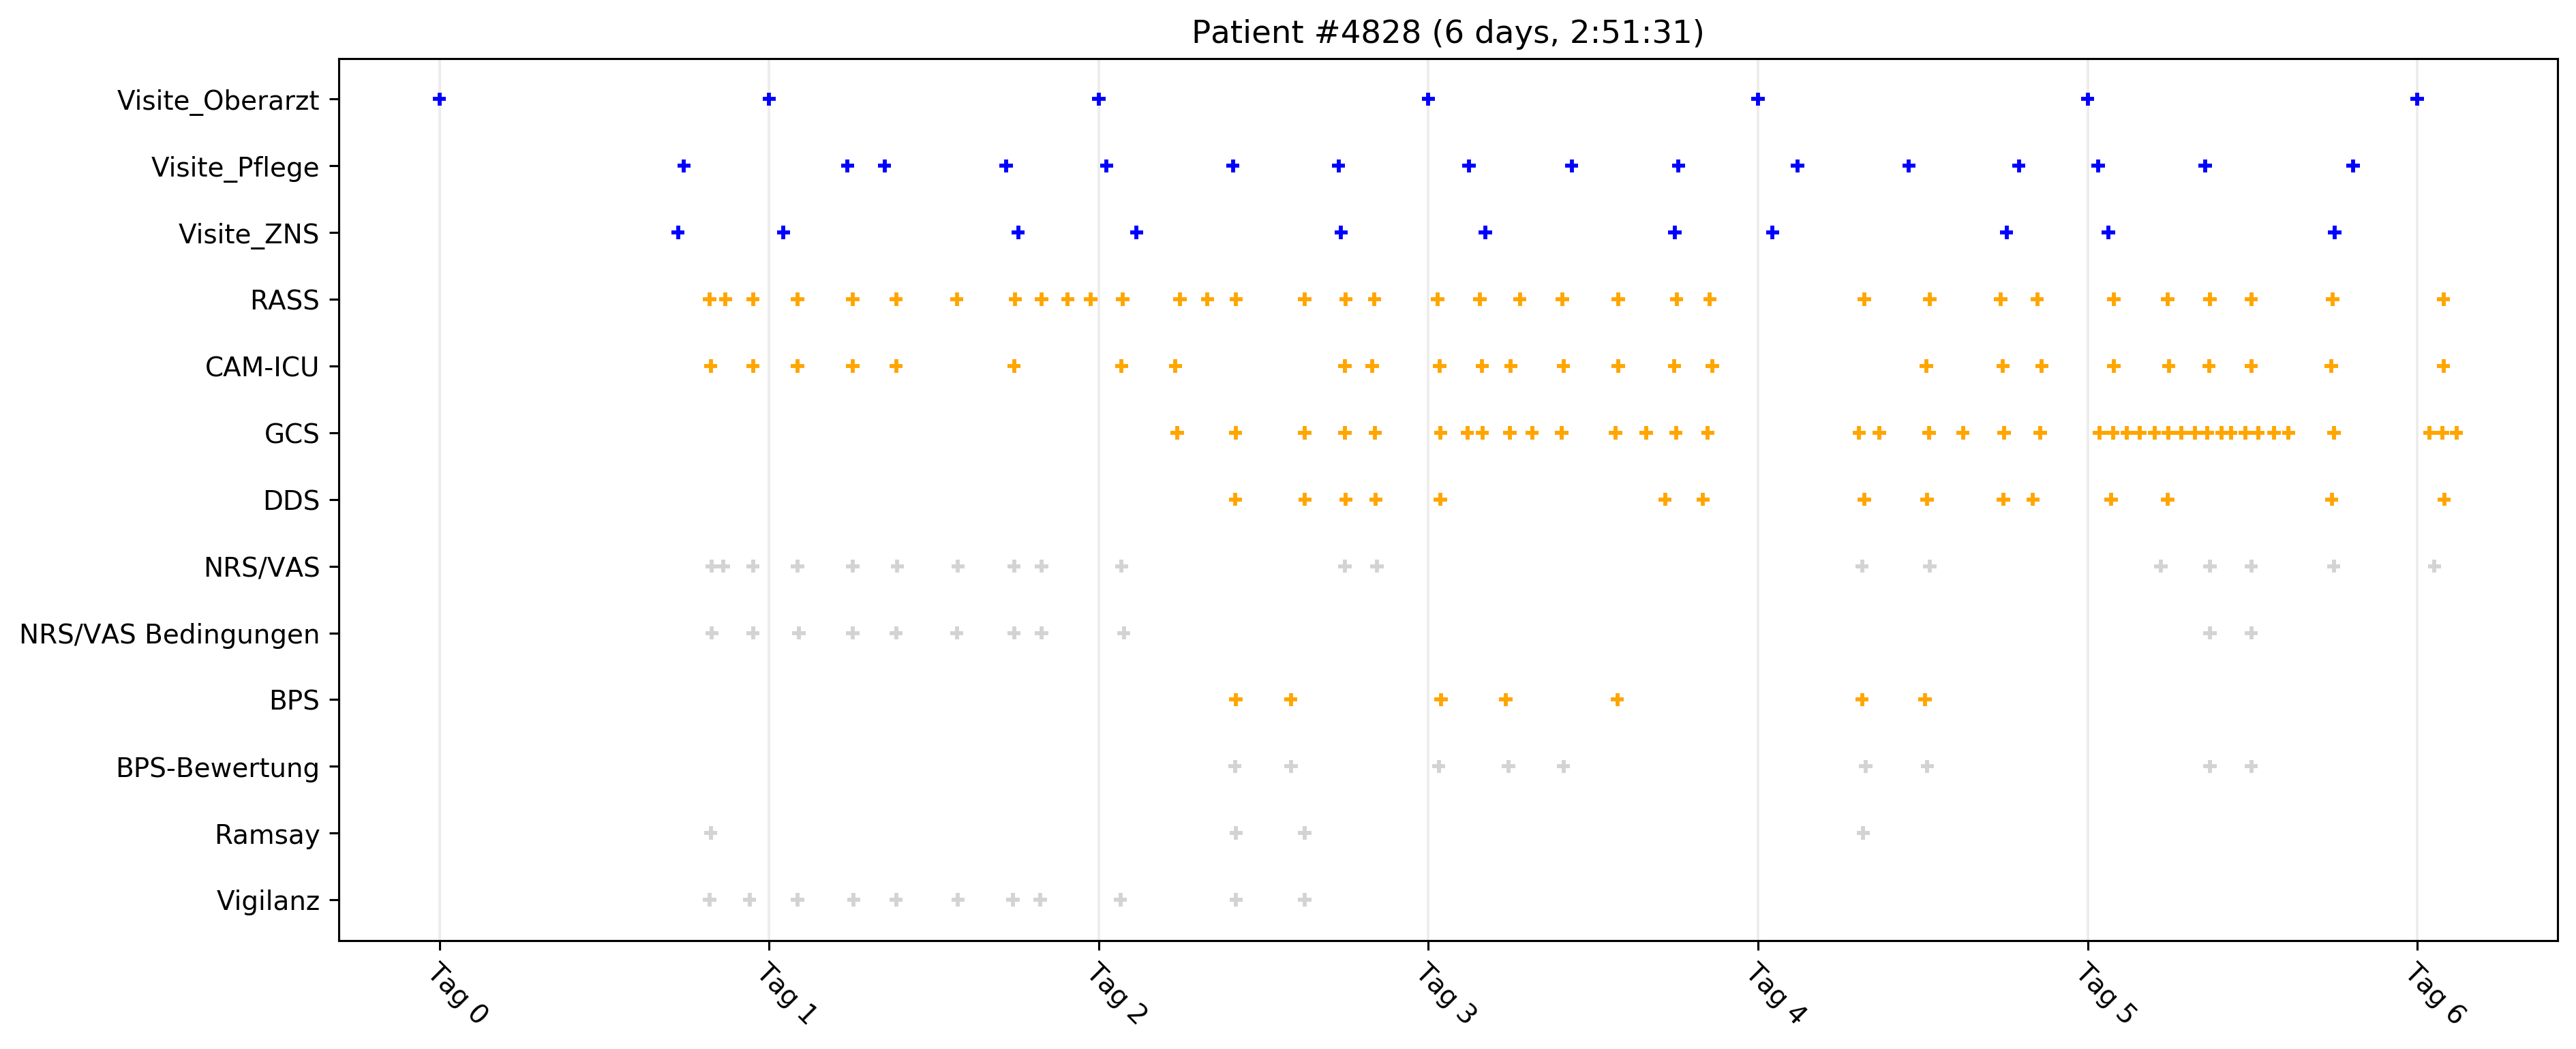 Patient #4828 (6 days, 2:51:31)
Visite_Oberarzt
Visite_Pflege
Visite_ZNS
RASS
CAM-ICU
GCS
DDS
NRS/VAS
NRS/VAS Bedingungen
BPS
BPS-Bewertung
Ramsay
Vigilanz
Tag 0
Tag 1
Tag 2
Tag 3
Tag 4
Tag 5
Tag 6